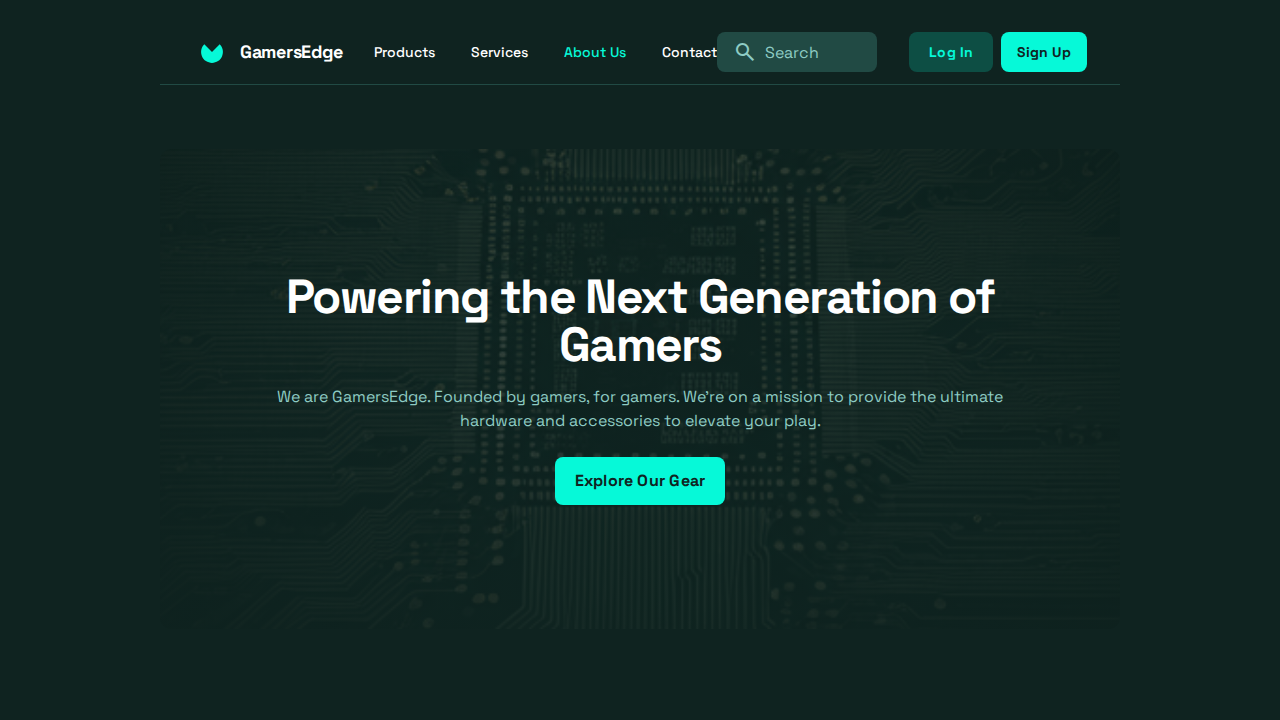 GamersEdge
Products
Services
About Us
Contact
Search
Log In
Sign Up
Powering the Next Generation of
Gamers
We are GamersEdge. Founded by gamers, for gamers. We're on a mission to provide the ultimate
hardware and accessories to elevate your play.
Explore Our Gear